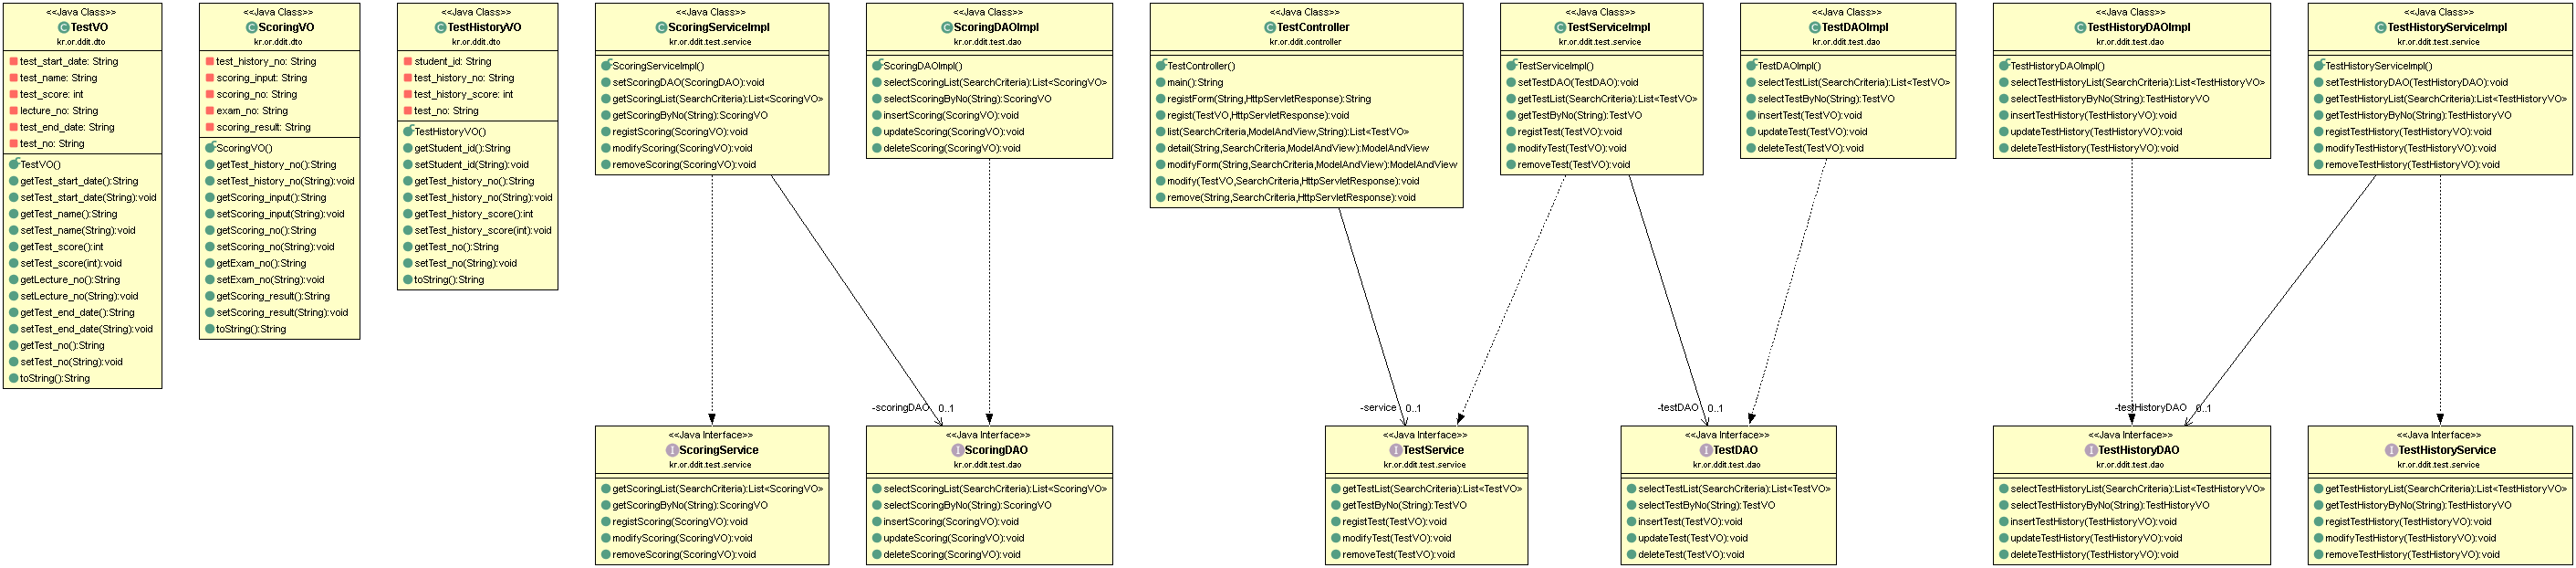 <<Java Class>>
TestVO
kr.or.ddit.dto
test_start_date: String
test_name: String
test_score: int
lecture_no: String
test_end_date: String
test_no: String
TestVO()
getTest_start_date():String
setTest_start_date(String):void
getTest_name():String
setTest_name(String):void
getTest_score():int
setTest_score(int):void
getLecture_no():String
setLecture_no(String):void
getTest_end_date():String
setTest_end_date(String):void
getTest_no():String
setTest_no(String):void
toString():String
<<Java Class>>
ScoringVO
kr.or.ddit.dto
test_history_no: String
scoring_input: String
scoring_no: String
exam_no: String
scoring_result: String
ScoringVO()
getTest_history_no():String
setTest_history_no(String):void
getScoring_input():String
setScoring_input(String):void
getScoring_no():String
setScoring_no(String):void
getExam_no():String
setExam_no(String):void
getScoring_result():String
setScoring_result(String):void
toString():String
<<Java Class>>
TestHistoryVO
kr.or.ddit.dto
student_id: String
test_history_no: String
test_history_score: int
test_no: String
TestHistoryVO()
getStudent_id():String
setStudent_id(String):void
getTest_history_no():String
setTest_history_no(String):void
getTest_history_score():int
setTest_history_score(int):void
getTest_no():String
setTest_no(String):void
toString():String
<<Java Class>>
ScoringServiceImpl
kr.or.ddit.test.service
ScoringServiceImpl()
setScoringDAO(ScoringDAO):void
getScoringList(SearchCriteria):List<ScoringVO>
getScoringByNo(String):ScoringVO
registScoring(ScoringVO):void
modifyScoring(ScoringVO):void
removeScoring(ScoringVO):void
<<Java Class>>
ScoringDAOImpl
kr.or.ddit.test.dao
ScoringDAOImpl()
selectScoringList(SearchCriteria):List<ScoringVO>
selectScoringByNo(String):ScoringVO
insertScoring(ScoringVO):void
updateScoring(ScoringVO):void
deleteScoring(ScoringVO):void
<<Java Class>>
TestController
kr.or.ddit.controller
TestController()
main():String
registForm(String,HttpServletResponse):String
regist(TestVO,HttpServletResponse):void
list(SearchCriteria,ModelAndView,String):List<TestVO>
detail(String,SearchCriteria,ModelAndView):ModelAndView
modifyForm(String,SearchCriteria,ModelAndView):ModelAndView
modify(TestVO,SearchCriteria,HttpServletResponse):void
remove(String,SearchCriteria,HttpServletResponse):void
<<Java Class>>
TestServiceImpl
kr.or.ddit.test.service
TestServiceImpl()
setTestDAO(TestDAO):void
getTestList(SearchCriteria):List<TestVO>
getTestByNo(String):TestVO
registTest(TestVO):void
modifyTest(TestVO):void
removeTest(TestVO):void
<<Java Class>>
TestDAOImpl
kr.or.ddit.test.dao
TestDAOImpl()
selectTestList(SearchCriteria):List<TestVO>
selectTestByNo(String):TestVO
insertTest(TestVO):void
updateTest(TestVO):void
deleteTest(TestVO):void
<<Java Class>>
TestHistoryDAOImpl
kr.or.ddit.test.dao
TestHistoryDAOImpl()
selectTestHistoryList(SearchCriteria):List<TestHistoryVO>
selectTestHistoryByNo(String):TestHistoryVO
insertTestHistory(TestHistoryVO):void
updateTestHistory(TestHistoryVO):void
deleteTestHistory(TestHistoryVO):void
<<Java Class>>
TestHistoryServiceImpl
kr.or.ddit.test.service
TestHistoryServiceImpl()
setTestHistoryDAO(TestHistoryDAO):void
getTestHistoryList(SearchCriteria):List<TestHistoryVO>
getTestHistoryByNo(String):TestHistoryVO
registTestHistory(TestHistoryVO):void
modifyTestHistory(TestHistoryVO):void
removeTestHistory(TestHistoryVO):void
-scoringDAO 0..1
-service 0..1
-testDAO 0..1
-testHistoryDAO 0..1
<<Java Interface>>
ScoringService
kr.or.ddit.test.service
getScoringList(SearchCriteria):List<ScoringVO>
getScoringByNo(String):ScoringVO
registScoring(ScoringVO):void
modifyScoring(ScoringVO):void
removeScoring(ScoringVO):void
<<Java Interface>>
ScoringDAO
kr.or.ddit.test.dao
selectScoringList(SearchCriteria):List<ScoringVO>
selectScoringByNo(String):ScoringVO
insertScoring(ScoringVO):void
updateScoring(ScoringVO):void
deleteScoring(ScoringVO):void
<<Java Interface>>
TestService
kr.or.ddit.test.service
getTestList(SearchCriteria):List<TestVO>
getTestByNo(String):TestVO
registTest(TestVO):void
modifyTest(TestVO):void
removeTest(TestVO):void
<<Java Interface>>
TestDAO
kr.or.ddit.test.dao
selectTestList(SearchCriteria):List<TestVO>
selectTestByNo(String):TestVO
insertTest(TestVO):void
updateTest(TestVO):void
deleteTest(TestVO):void
<<Java Interface>>
TestHistoryDAO
kr.or.ddit.test.dao
selectTestHistoryList(SearchCriteria):List<TestHistoryVO>
selectTestHistoryByNo(String):TestHistoryVO
insertTestHistory(TestHistoryVO):void
updateTestHistory(TestHistoryVO):void
deleteTestHistory(TestHistoryVO):void
<<Java Interface>>
TestHistoryService
kr.or.ddit.test.service
getTestHistoryList(SearchCriteria):List<TestHistoryVO>
getTestHistoryByNo(String):TestHistoryVO
registTestHistory(TestHistoryVO):void
modifyTestHistory(TestHistoryVO):void
removeTestHistory(TestHistoryVO):void